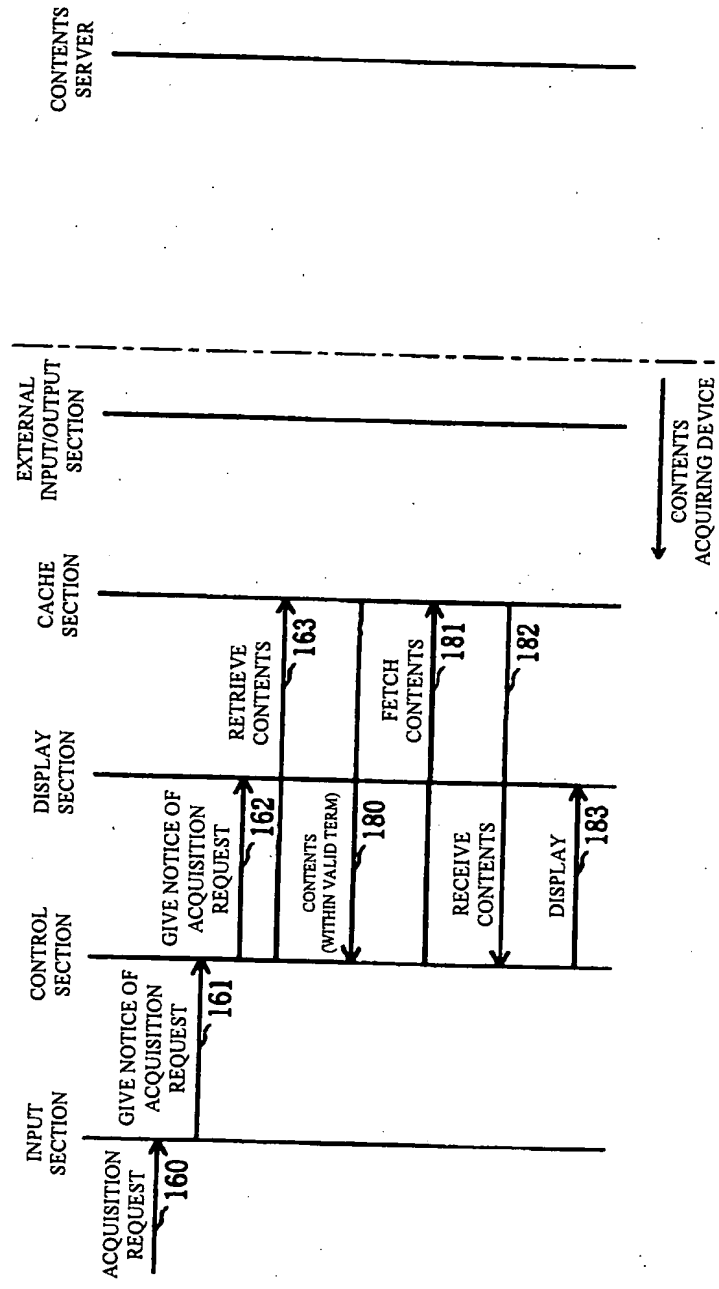 INPUT
SECTION
CONTROL
SECTION
DISPLAY
SECTION
CACHE
SECTION
EXTERNAL
INPUT/OUTPUT
SECTION
CONTENTS
SERVER
ACQUISITION
REQUEST
160
GIVE NOTICE OF
ACQUISITION
REQUEST
161
GIVE NOTICE OF
ACQUISITION
REQUEST
162
RETRIEVE
CONTENTS
163
CONTENTS
(WITHIN VALID TERM)
180
FETCH
CONTENTS
181
RECEIVE
CONTENTS
182
DISPLAY
183
CONTENTS
ACQUIRING DEVICE